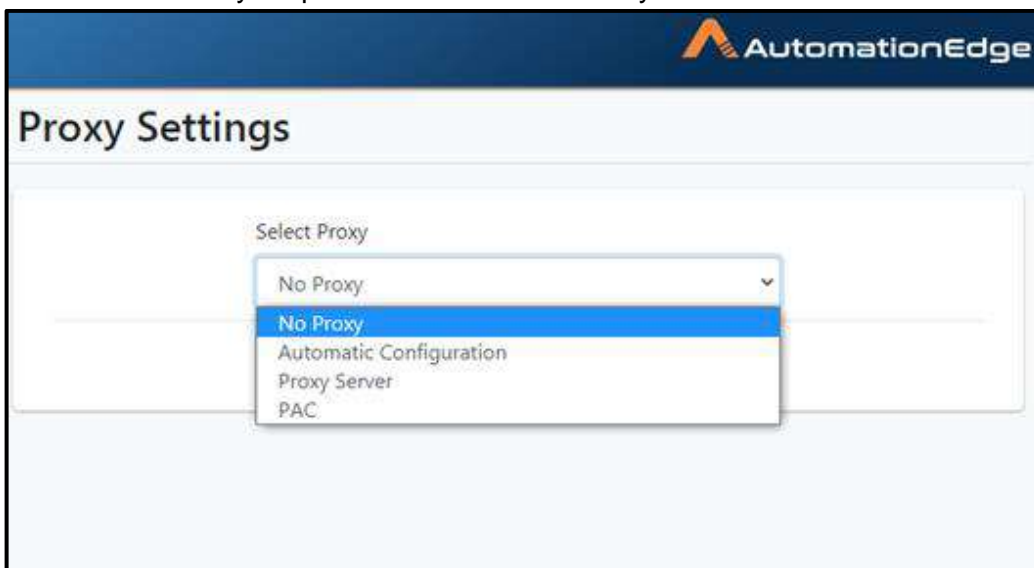 AutomationEdge
Proxy Settings
Select Proxy
No Proxy
No Proxy
Automatic Configuration
Proxy Server
PAC